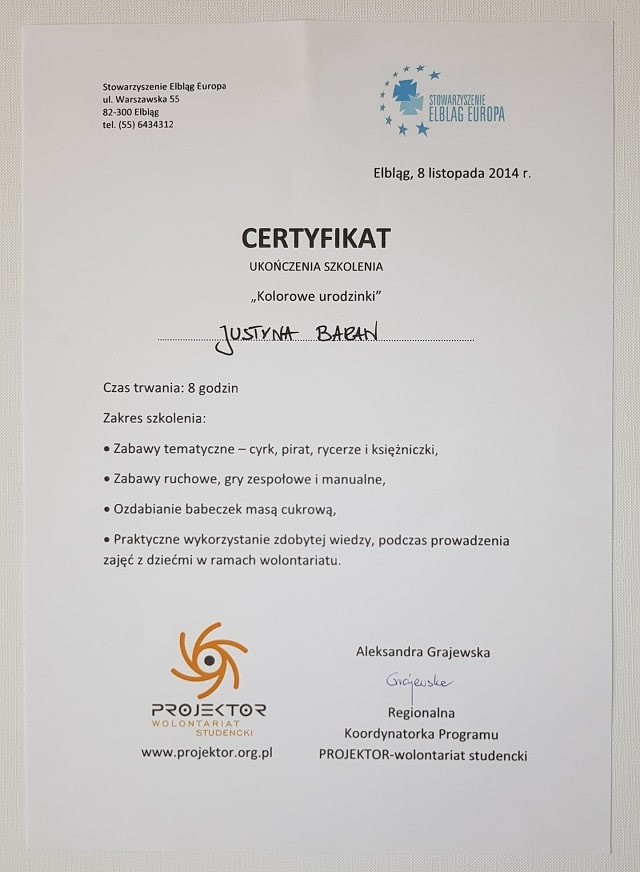 Stowarzyszenie Elbląg Europa
ul. Warszawska 55
82-300 Elbląg
tel. (55) 6434312
STOWARZYSZENIE
ELBLĄG EUROPA
Elbląg, 8 listopada 2014 r.
CERTYFIKAT
UKOŃCZENIA SZKOLENIA
„Kolorowe urodzinki”
JUSTYNA BARAN
Czas trwania: 8 godzin
Zakres szkolenia:
• Zabawy tematyczne – cyrk, pirat, rycerze i księżniczki,
• Zabawy ruchowe, gry zespołowe i manualne,
• Ozdabianie babeczek masą cukrową,
• Praktyczne wykorzystanie zdobytej wiedzy, podczas prowadzenia
zajęć z dziećmi w ramach wolontariatu.
PROJEKTOR
WOLONTARIAT
STUDENCKI
www.projektor.org.pl
Aleksandra Grajewska
Grajewska
Regionalna
Koordynatorka Programu
PROJEKTOR-wolontariat studencki